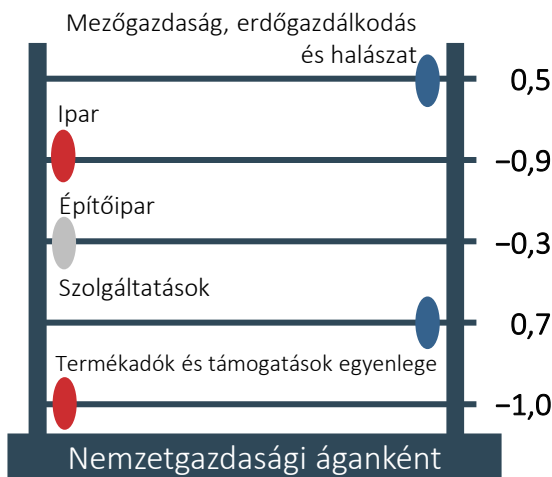 Mezőgazdaság, erdőgazdálkodás
és halászat
0,5
Ipar
−0,9
Építőipar
−0,3
Szolgáltatások
0,7
Termékadók és támogatások egyenlege
−1,0
Nemzetgazdasági áganként